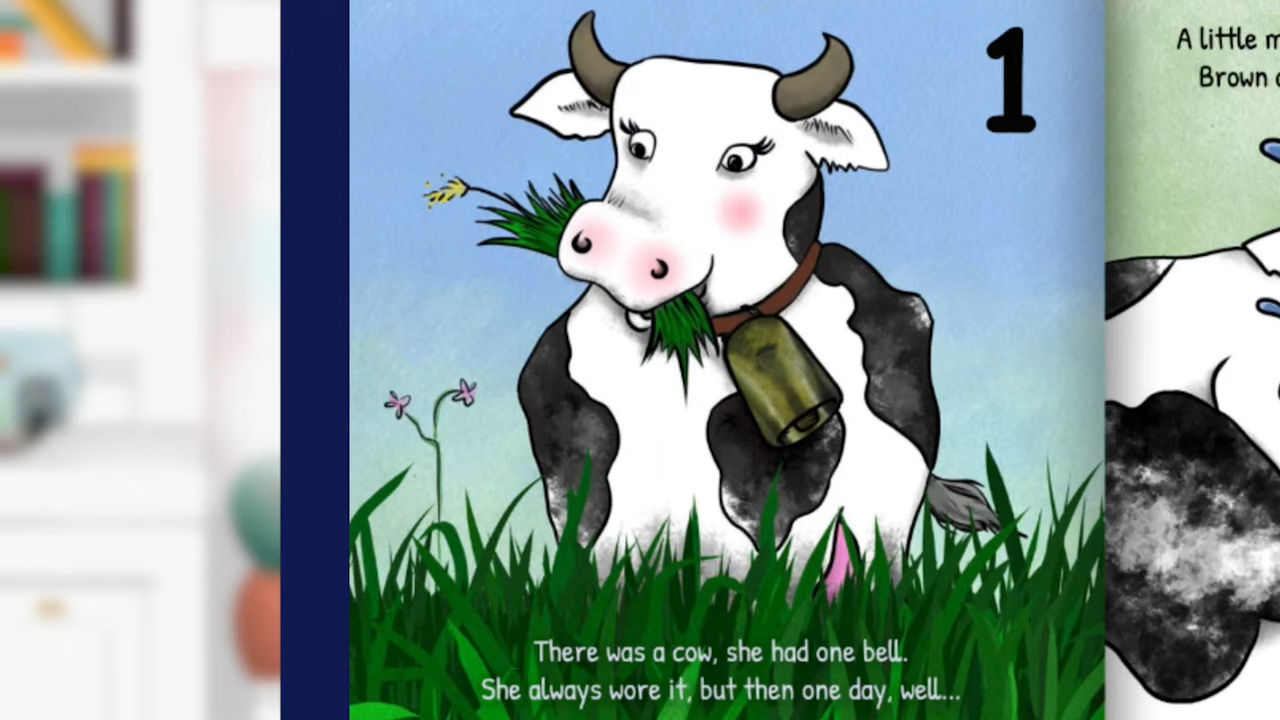 1
There was a cow, she had one bell.
She always wore it, but then one day, well...
A little
Brown